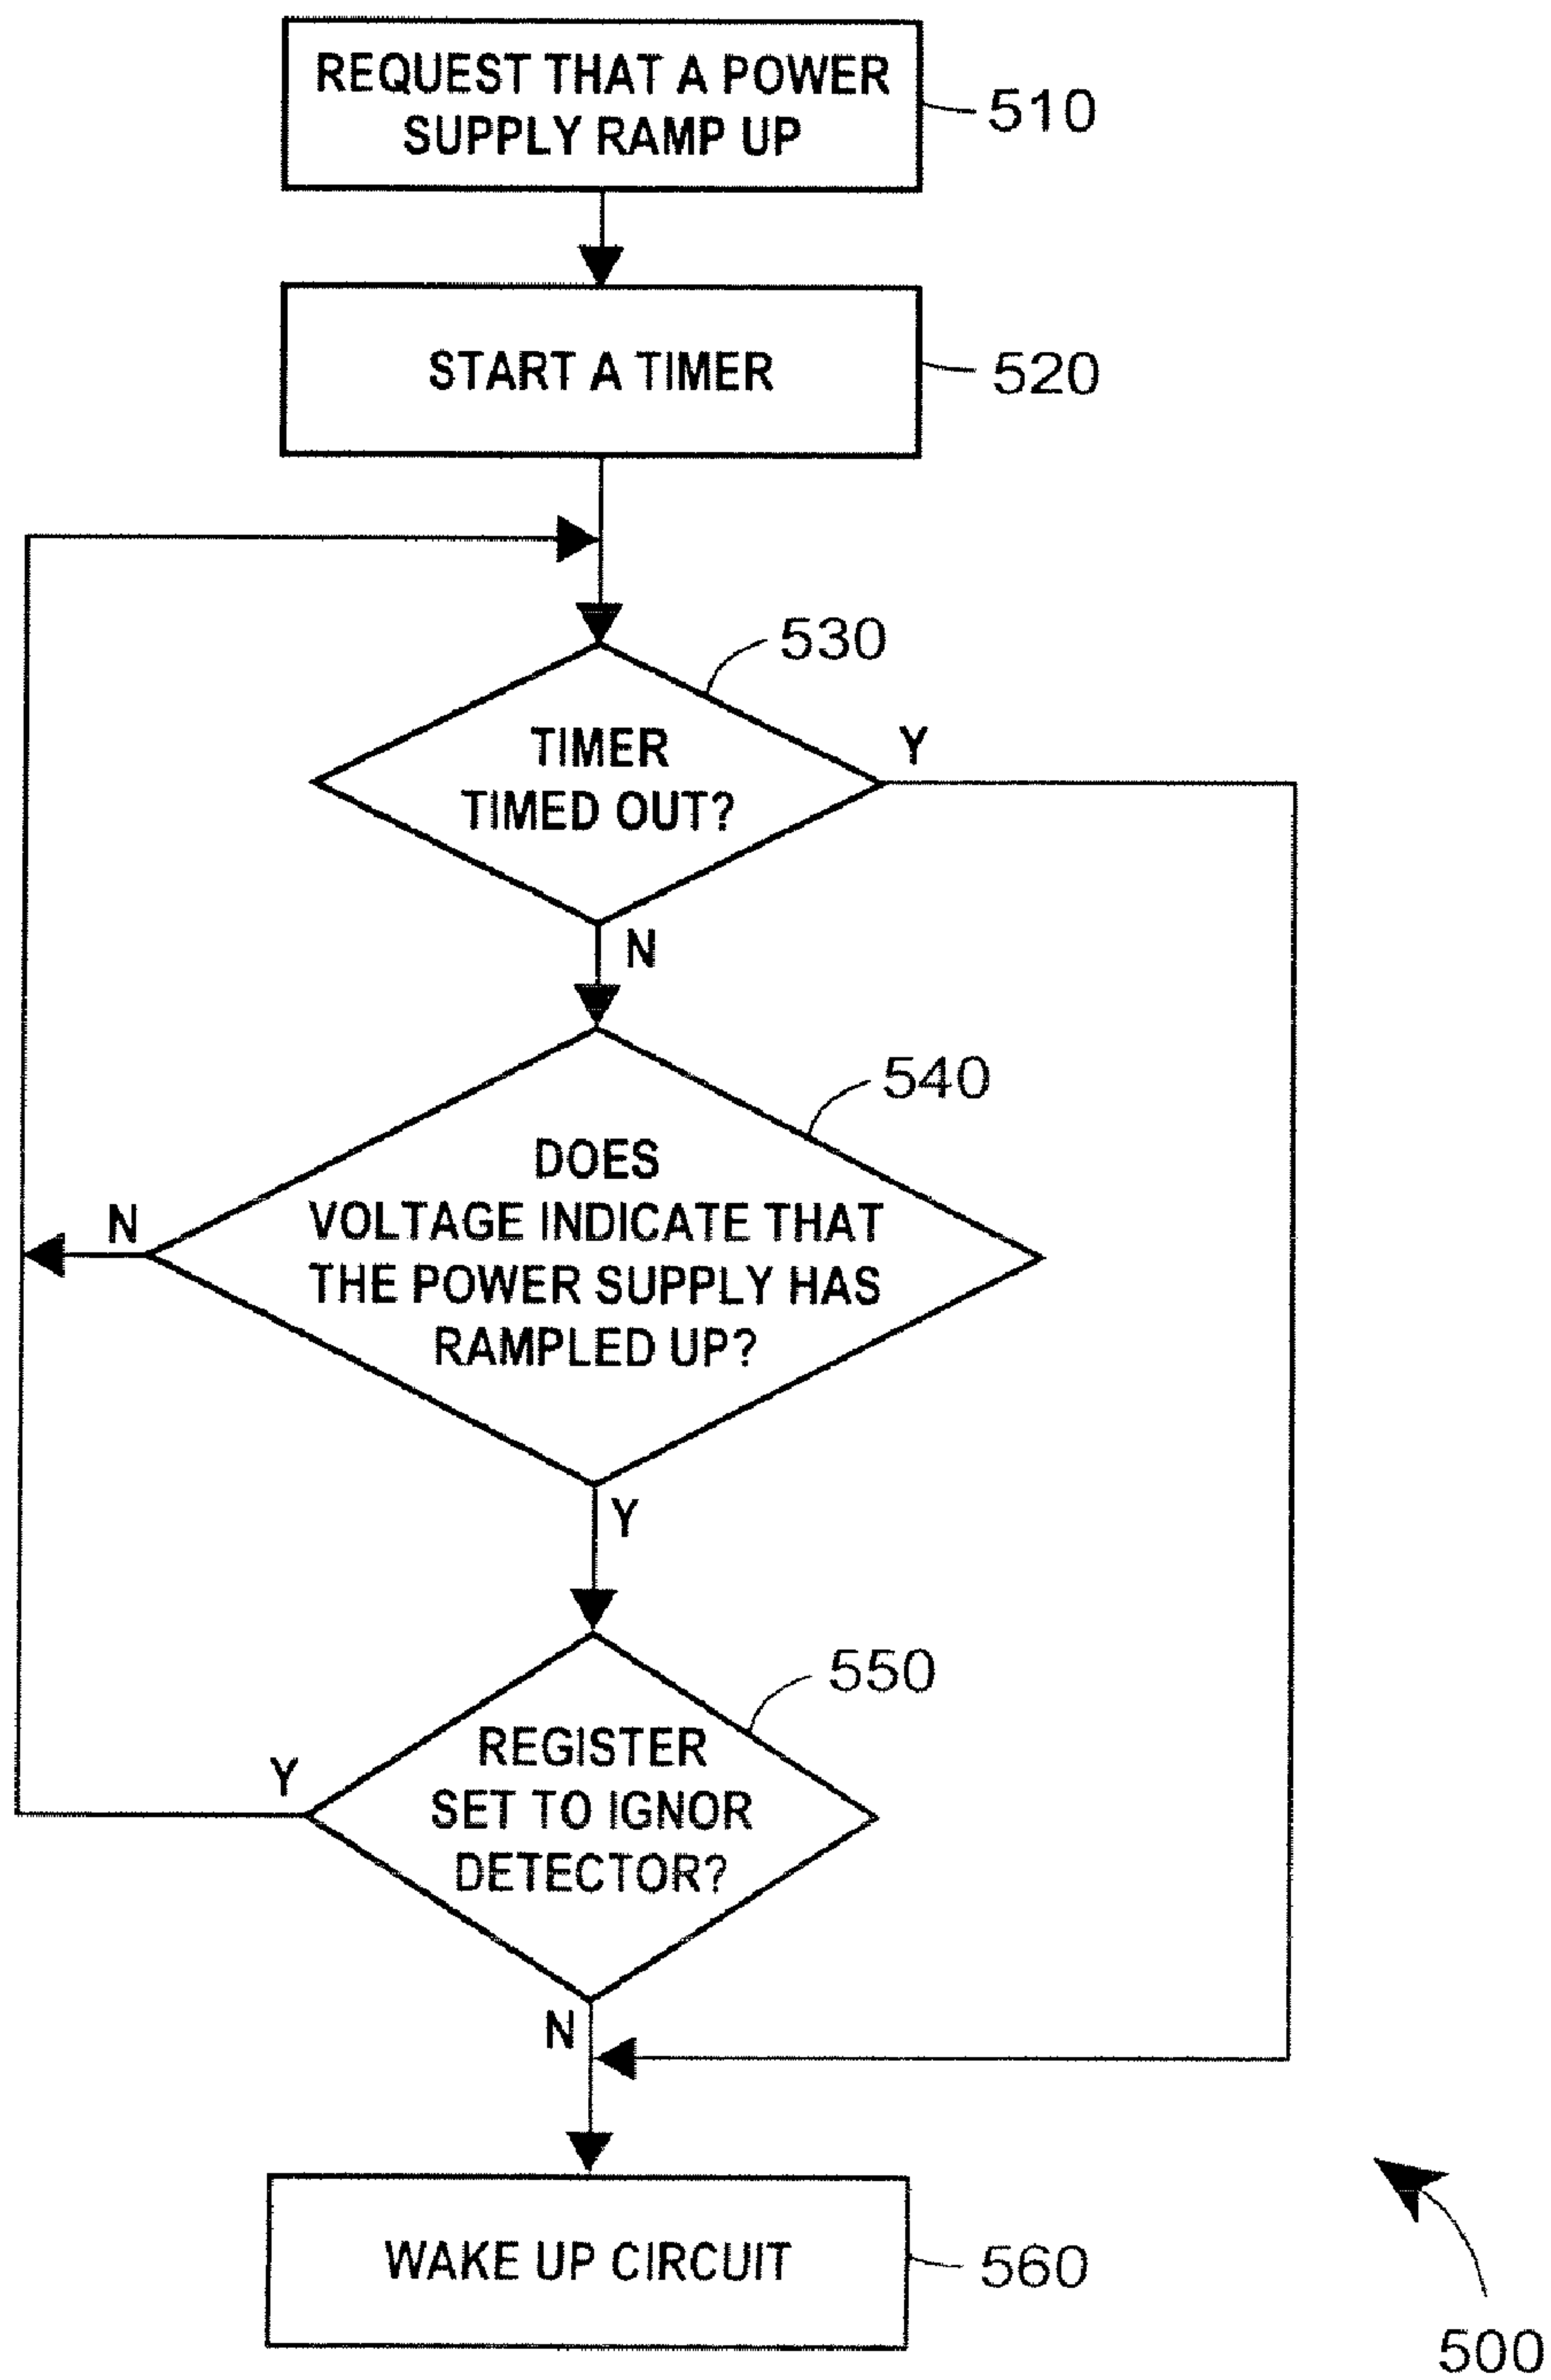 REQUEST THAT A POWER
SUPPLY RAMP UP
510
START A TIMER
520
530
TIMER
TIMED OUT?
Y
N
540
DOES
VOLTAGE INDICATE THAT
THE POWER SUPPLY HAS
RAMPLED UP?
N
Y
550
REGISTER
SET TO IGNOR
DETECTOR?
Y
N
WAKE UP CIRCUIT
560
500